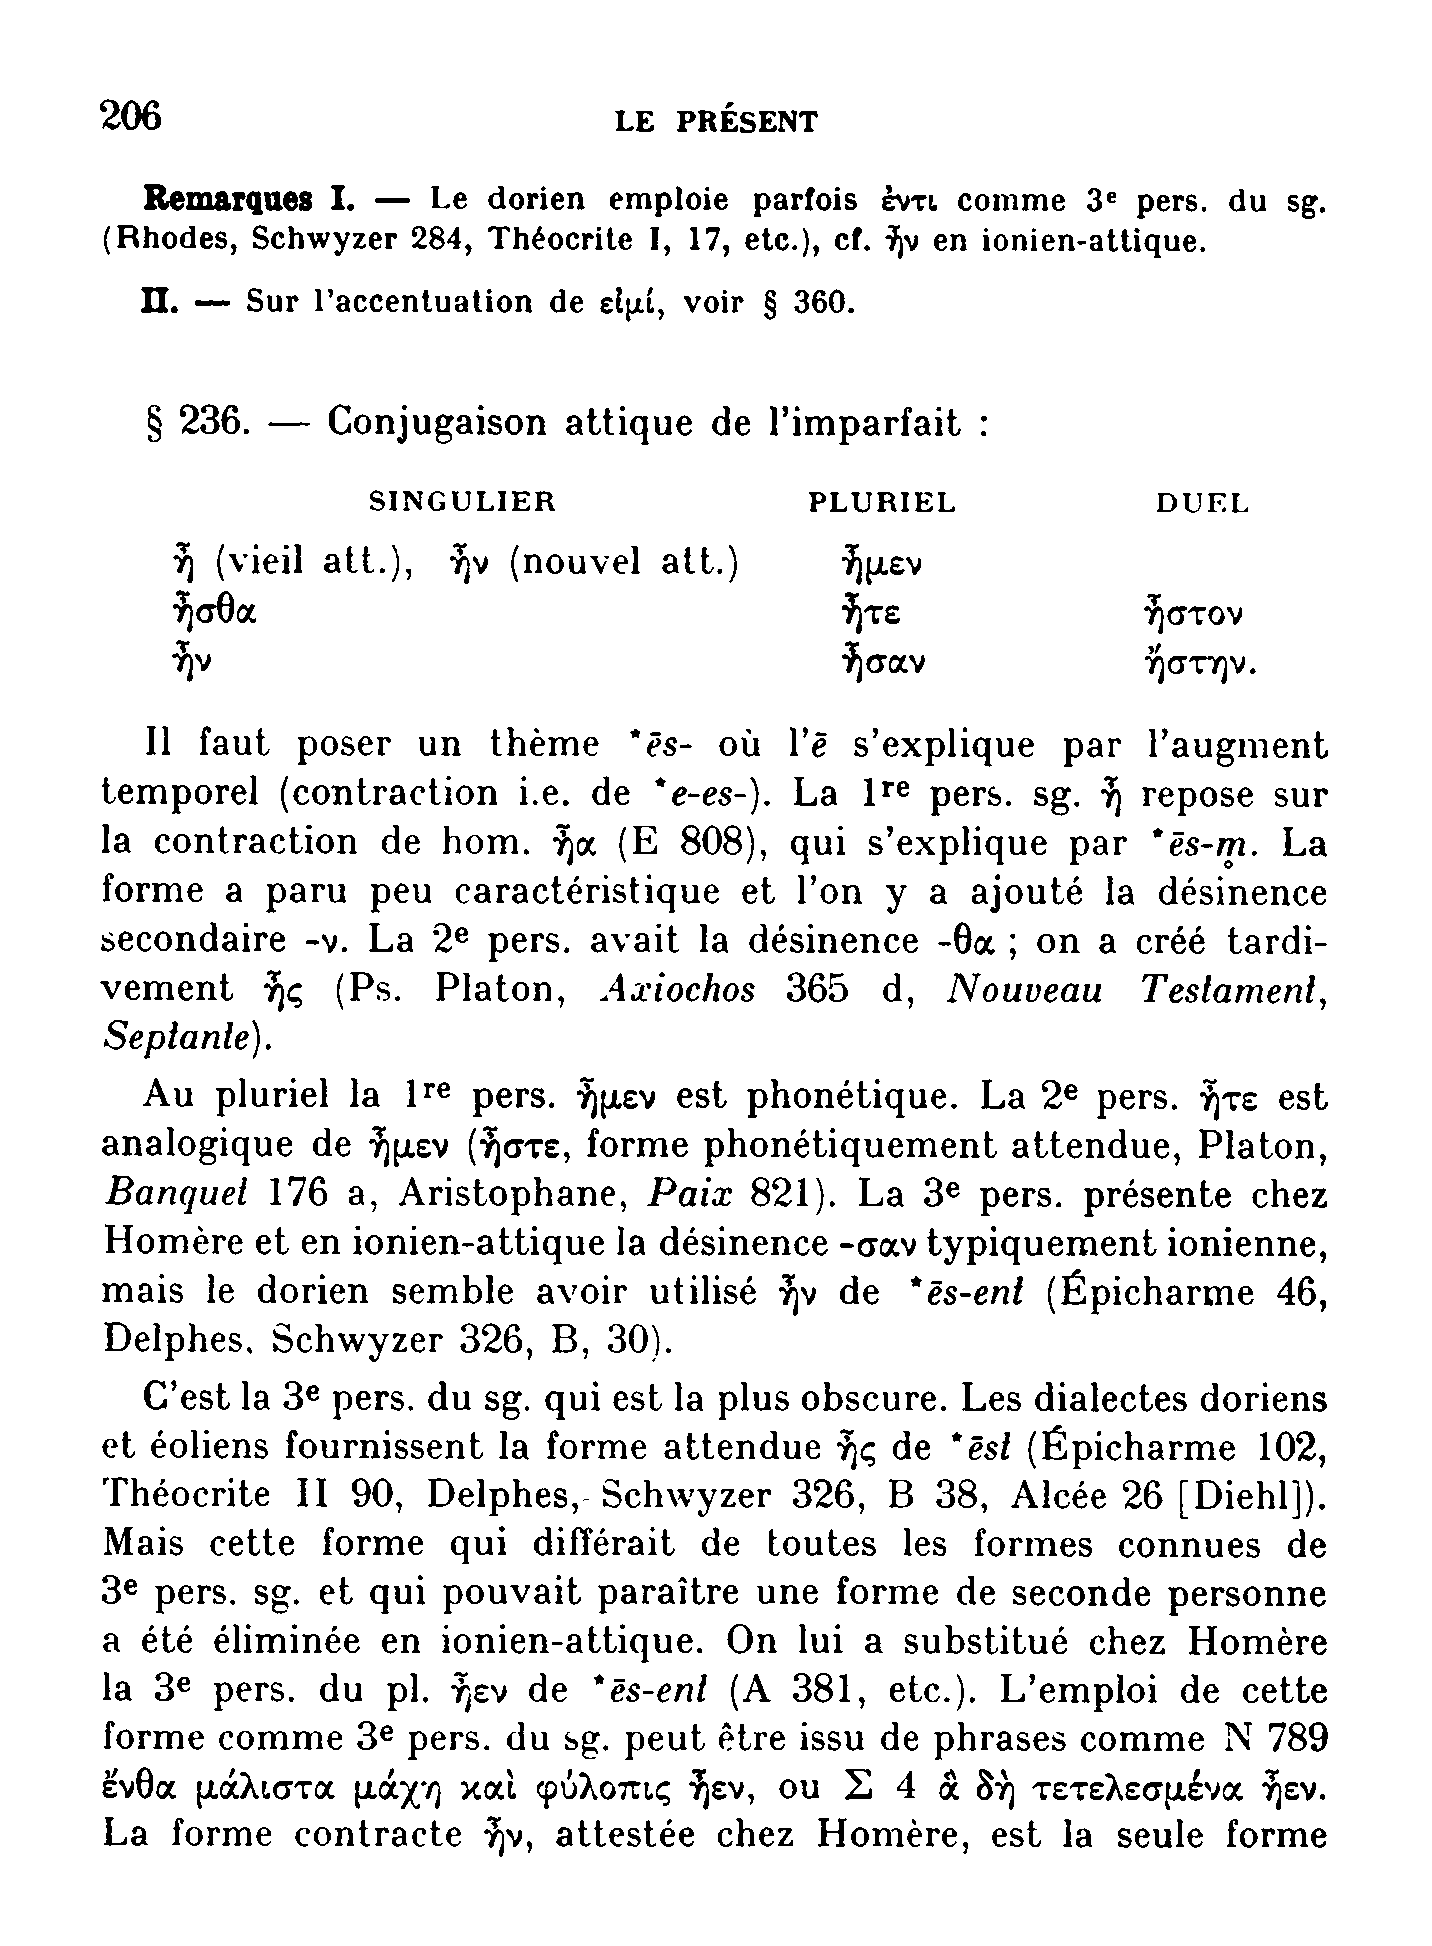 206 LE PRÉSENT
Remarques I. — Le dorien emploie parfois ἐντι comme 3e pers. du sg.
(Rhodes, Schwyzer 284, Théocrite I, 17, etc.), cf. ἦν en ionien-attique.
II. — Sur l'accentuation de εἰμί, voir § 360.
§ 236. — Conjugaison attique de l'imparfait :
SINGULIER PLURIEL DUEL
ἦ (vieil att.), ἦν (nouvel att.) ἦμεν
ἦσθα ἦτε ἦστον
ἦν ἦσαν ἤστην.
Il faut poser un thème *ēs- où l'ē s'explique par l'augment
temporel (contraction i.e. de *e-es-). La 1re pers. sg. ἦ repose sur
la contraction de hom. ἦα (E 808), qui s'explique par *ēs-m̥. La
forme a paru peu caractéristique et l'on y a ajouté la désinence
secondaire -ν. La 2e pers. avait la désinence -θα ; on a créé tardi-
vement ἦς (Ps. Platon, Axiochos 365 d, Nouveau Testament,
Septante).
Au pluriel la 1re pers. ἦμεν est phonétique. La 2e pers. ἦτε est
analogique de ἦμεν (ἦστε, forme phonétiquement attendue, Platon,
Banquet 176 a, Aristophane, Paix 821). La 3e pers. présente chez
Homère et en ionien-attique la désinence -σαν typiquement ionienne,
mais le dorien semble avoir utilisé ἦν de *ēs-ent (Épicharme 46,
Delphes, Schwyzer 326, B, 30).
C'est la 3e pers. du sg. qui est la plus obscure. Les dialectes doriens
et éoliens fournissent la forme attendue ἦς de *ēst (Épicharme 102,
Théocrite II 90, Delphes, Schwyzer 326, B 38, Alcée 26 [Diehl]).
Mais cette forme qui différait de toutes les formes connues de
3e pers. sg. et qui pouvait paraître une forme de seconde personne
a été éliminée en ionien-attique. On lui a substitué chez Homère
la 3e pers. du pl. ἦεν de *ēs-ent (A 381, etc.). L'emploi de cette
forme comme 3e pers. du sg. peut être issu de phrases comme N 789
ἔνθα μάλιστα μάχη καὶ φύλοπις ἦεν, ou Σ 4 ἃ δὴ τετελεσμένα ἦεν.
La forme contracte ἦν, attestée chez Homère, est la seule forme